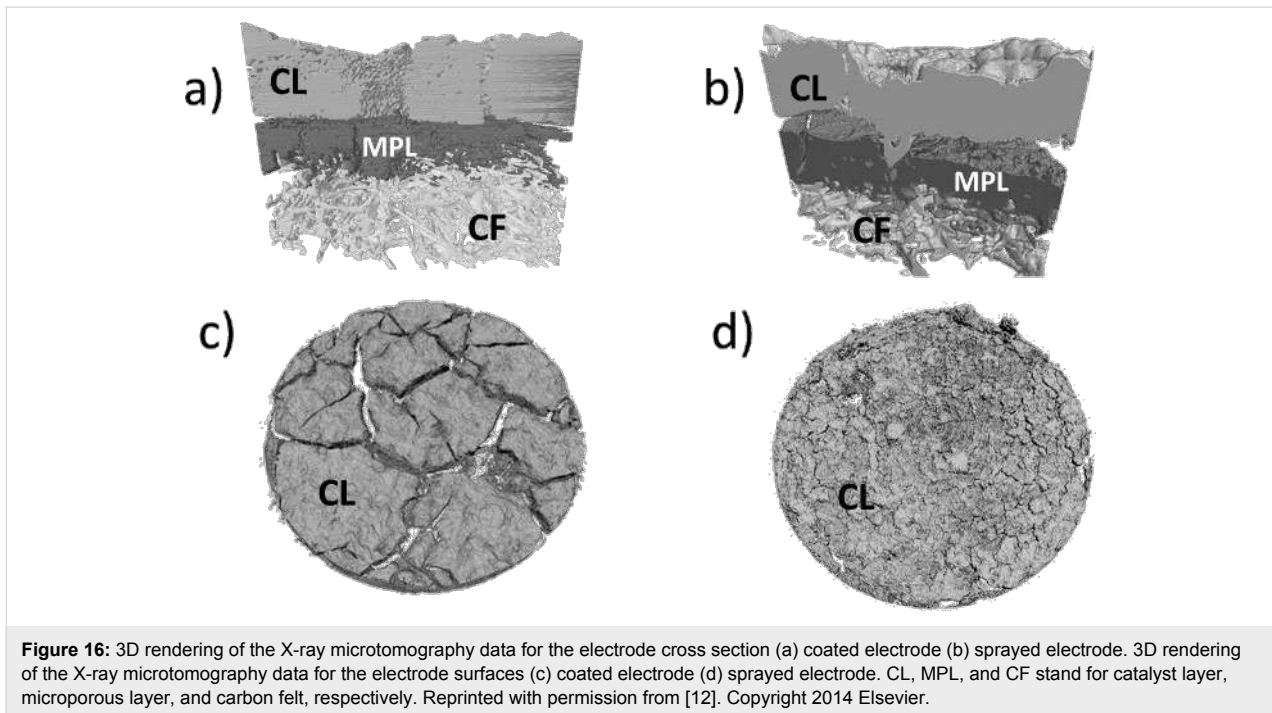 a)
CL
MPL
CF
b)
CL
MPL
CF
c)
CL
d)
CL
Figure 16: 3D rendering of the X-ray microtomography data for the electrode cross section (a) coated electrode (b) sprayed electrode. 3D rendering
of the X-ray microtomography data for the electrode surfaces (c) coated electrode (d) sprayed electrode. CL, MPL, and CF stand for catalyst layer,
microporous layer, and carbon felt, respectively. Reprinted with permission from [12]. Copyright 2014 Elsevier.